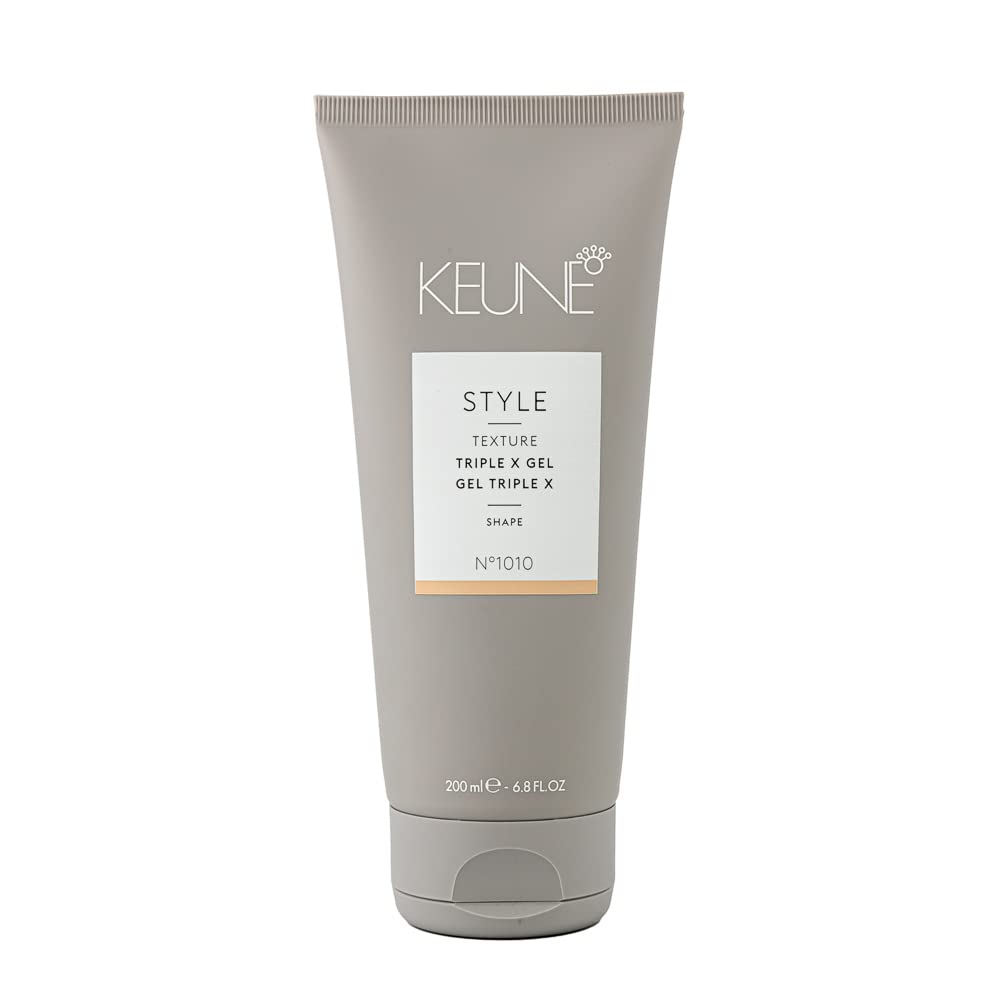 KEUNE
STYLE
TEXTURE
TRIPLE X GEL
GEL TRIPLE X
SHAPE
N°1010
200 ml ℮ - 6.8 FL.OZ